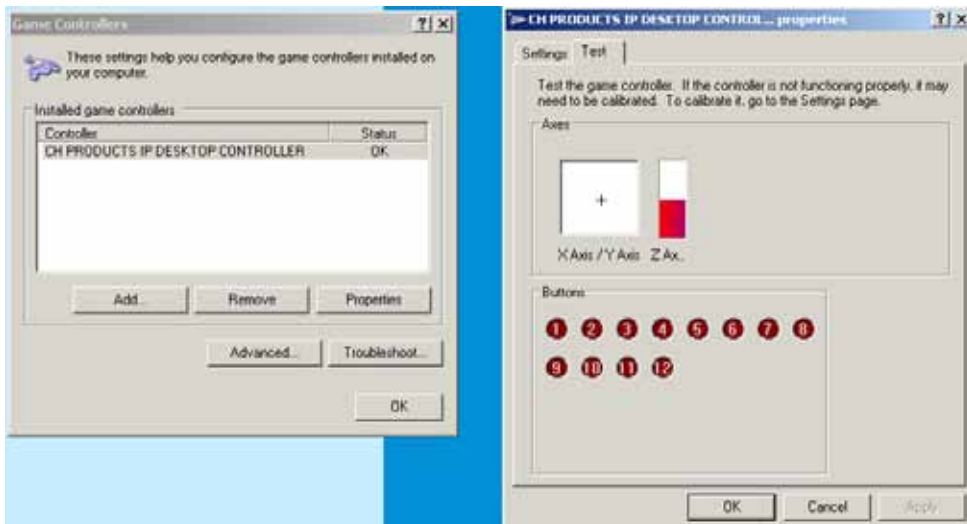 Game Controllers
These settings help you configure the game controllers installed on
your computer.
Installed game controllers
Controller Status
CH PRODUCTS IP DESKTOP CONTROLLER OK
Add...
Remove
Properties
Advanced...
Troubleshoot...
OK
CH PRODUCTS IP DESKTOP CONTROL... properties
Settings Test
Test the game controller. If the controller is not functioning properly, it may
need to be calibrated. To calibrate it, go to the Settings page.
Axes
X Axis / Y Axis Z Ax..
Buttons
1 2 3 4 5 6 7 8
9 10 11 12
OK Cancel Apply